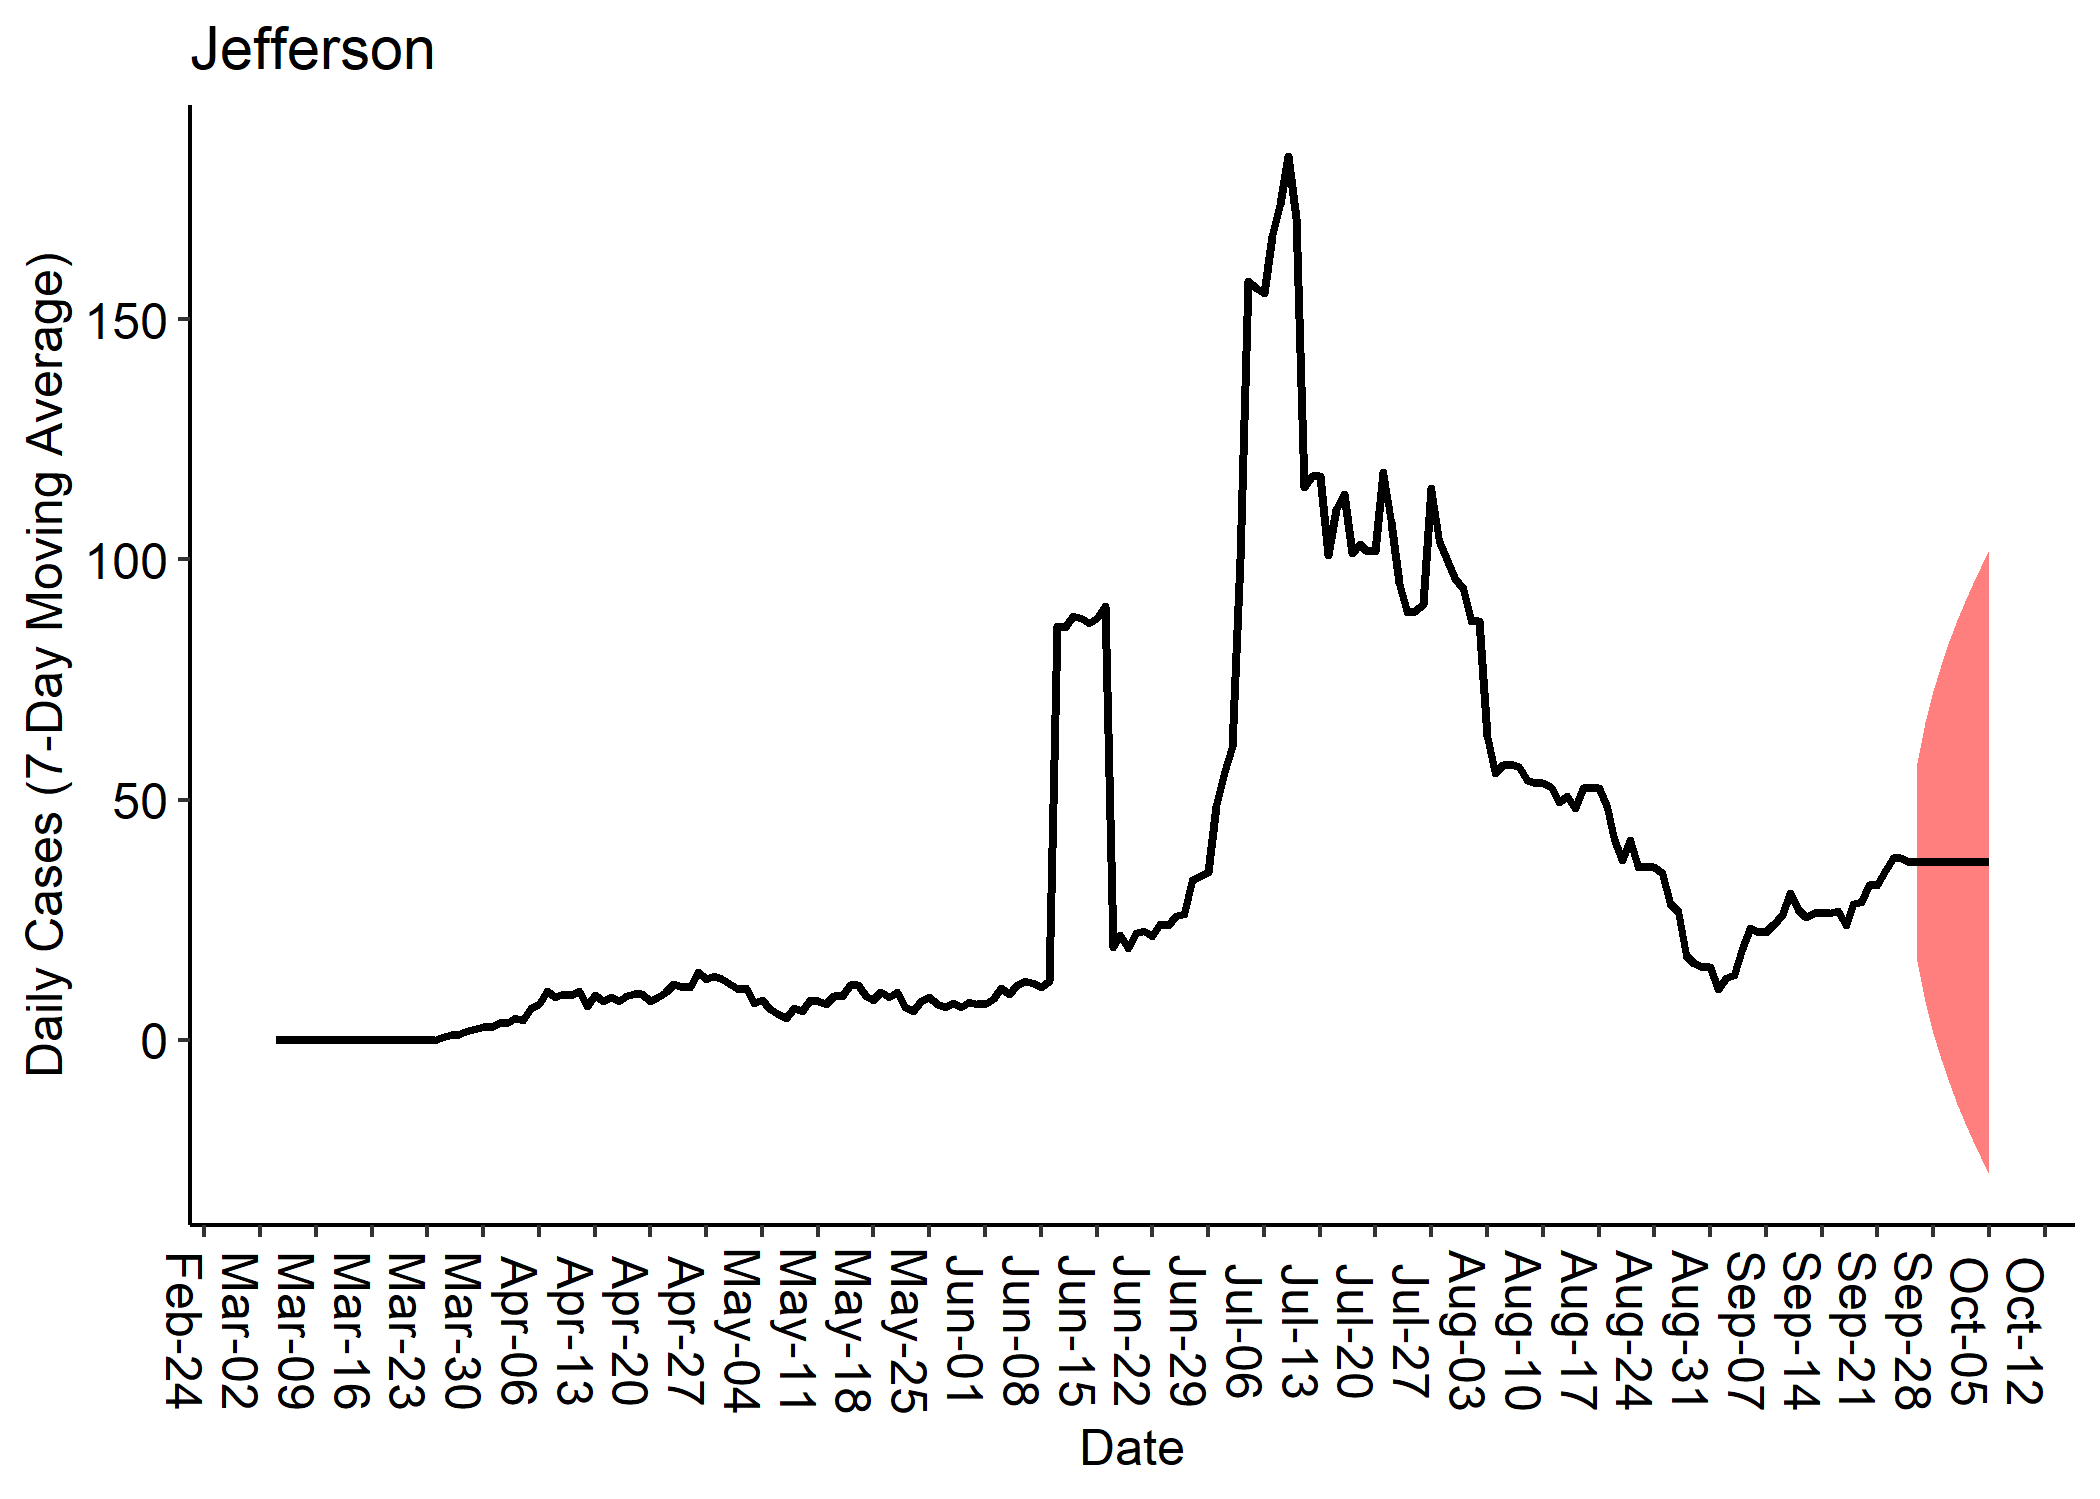 Jefferson
Daily Cases (7-Day Moving Average)
150
100
50
0
Feb-24
Mar-02
Mar-09
Mar-16
Mar-23
Mar-30
Apr-06
Apr-13
Apr-20
Apr-27
May-04
May-11
May-18
May-25
Jun-01
Jun-08
Jun-15
Jun-22
Jun-29
Jul-06
Jul-13
Jul-20
Jul-27
Aug-03
Aug-10
Aug-17
Aug-24
Aug-31
Sep-07
Sep-14
Sep-21
Sep-28
Oct-05
Oct-12
Date